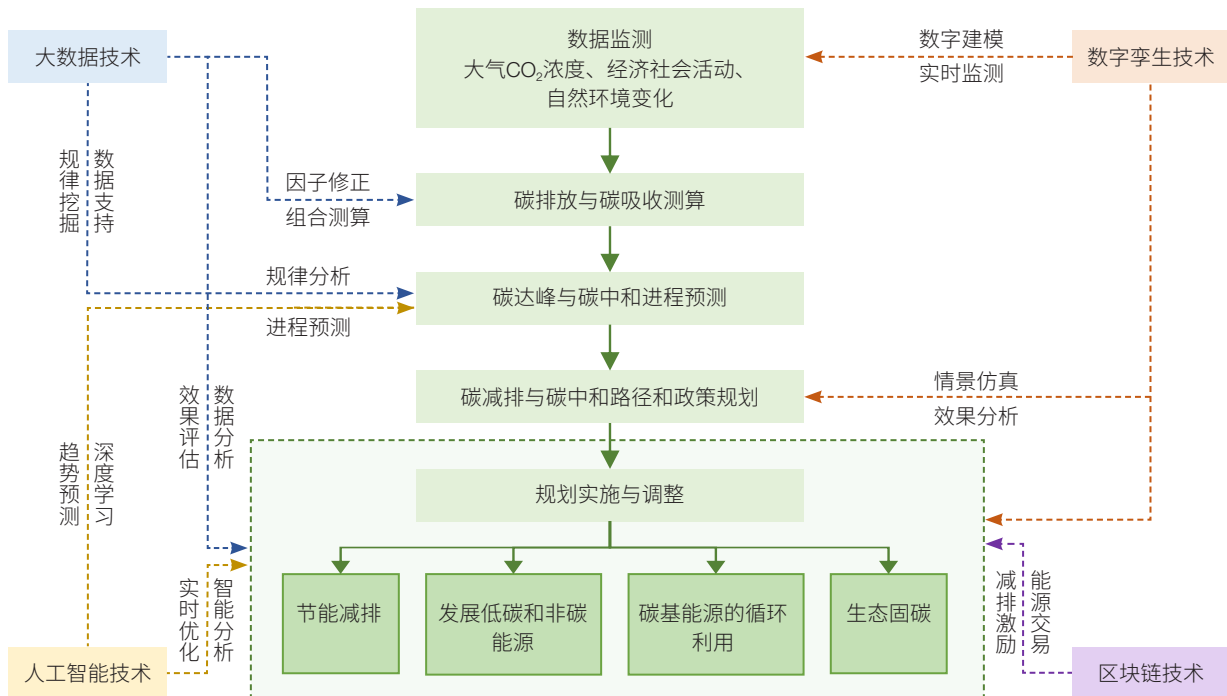 大数据技术
数据监测
大气CO₂浓度、经济社会活动、
自然环境变化
数字建模
实时监测
数字孪生技术
规律挖掘
数据支持
因子修正
组合测算
碳排放与碳吸收测算
规律分析
进程预测
碳达峰与碳中和进程预测
碳减排与碳中和路径和政策规划
情景仿真
效果分析
效果评估
数据分析
趋势预测
深度学习
规划实施与调整
实时优化
智能分析
节能减排
发展低碳和非碳
能源
碳基能源的循环
利用
生态固碳
减排激励
能源交易
人工智能技术
区块链技术